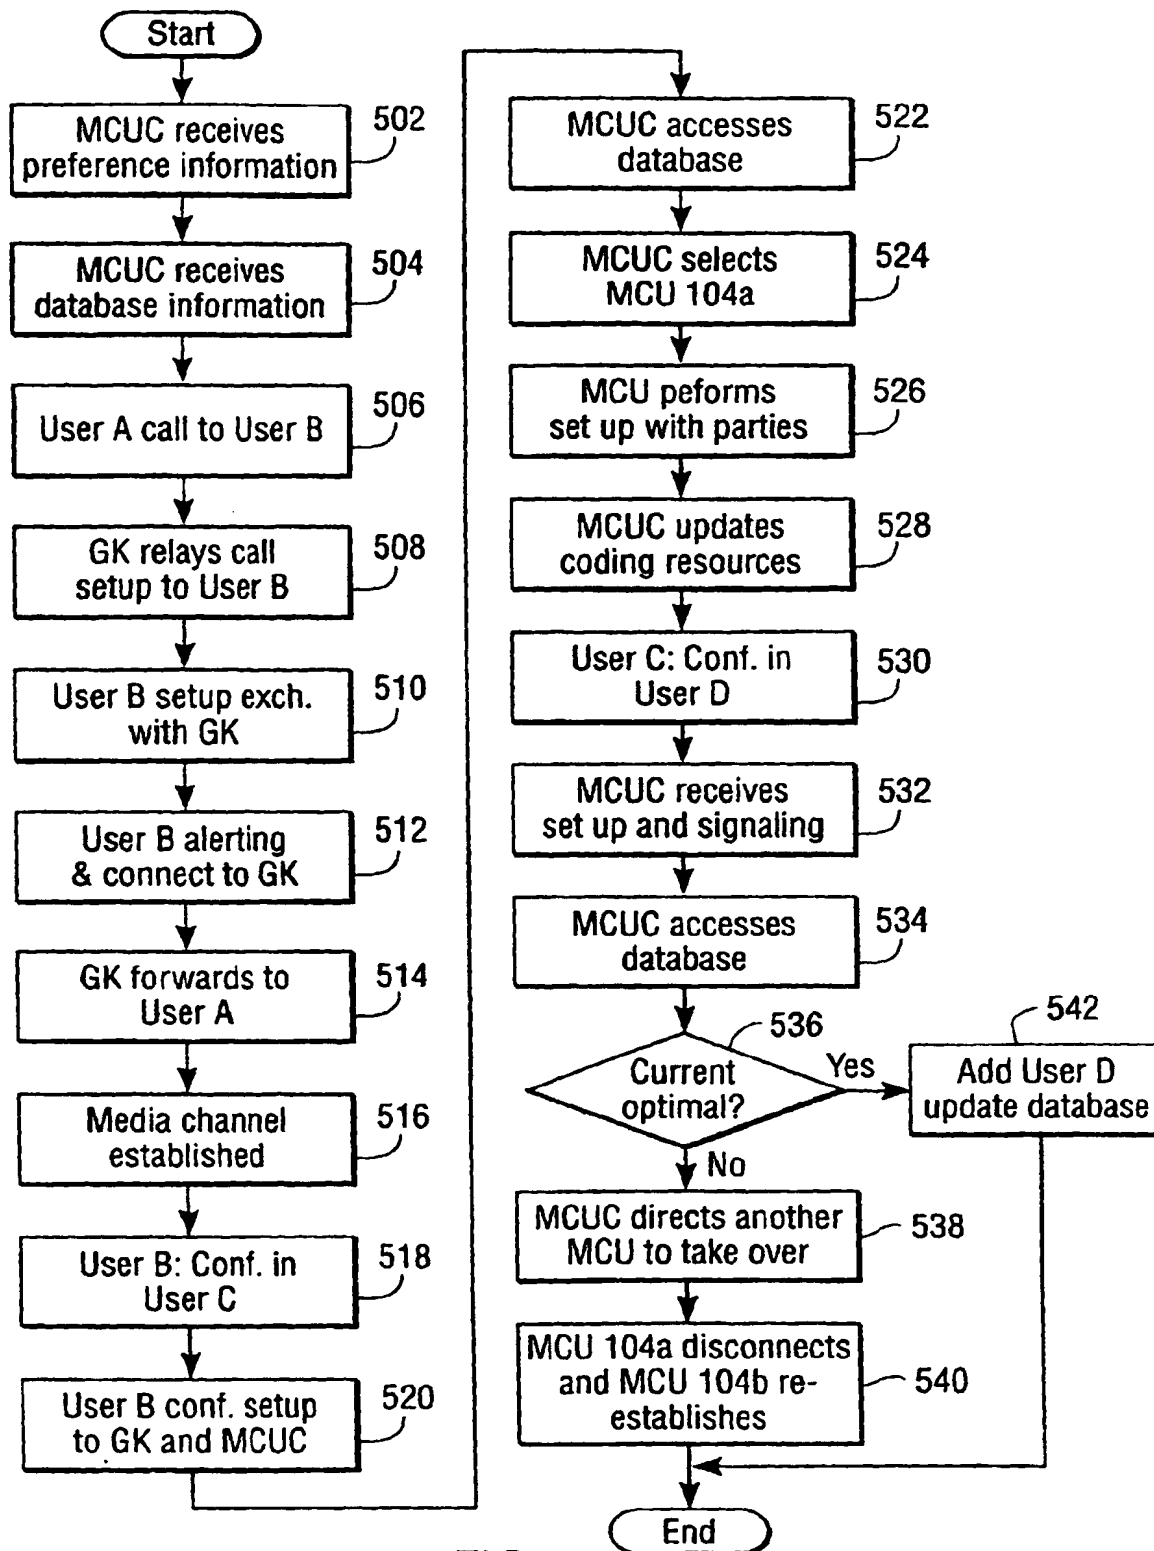 Start
MCUC receives
preference information
502
MCUC receives
database information
504
User A call to User B
506
GK relays call
setup to User B
508
User B setup exch.
with GK
510
User B alerting
& connect to GK
512
GK forwards to
User A
514
Media channel
established
516
User B: Conf. in
User C
518
User B conf. setup
to GK and MCUC
520
MCUC accesses
database
522
MCUC selects
MCU 104a
524
MCU peforms
set up with parties
526
MCUC updates
coding resources
528
User C: Conf. in
User D
530
MCUC receives
set up and signaling
532
MCUC accesses
database
534
Current
optimal?
536
Yes
Add User D
update database
542
No
MCUC directs another
MCU to take over
538
MCU 104a disconnects
and MCU 104b re-
establishes
540
End